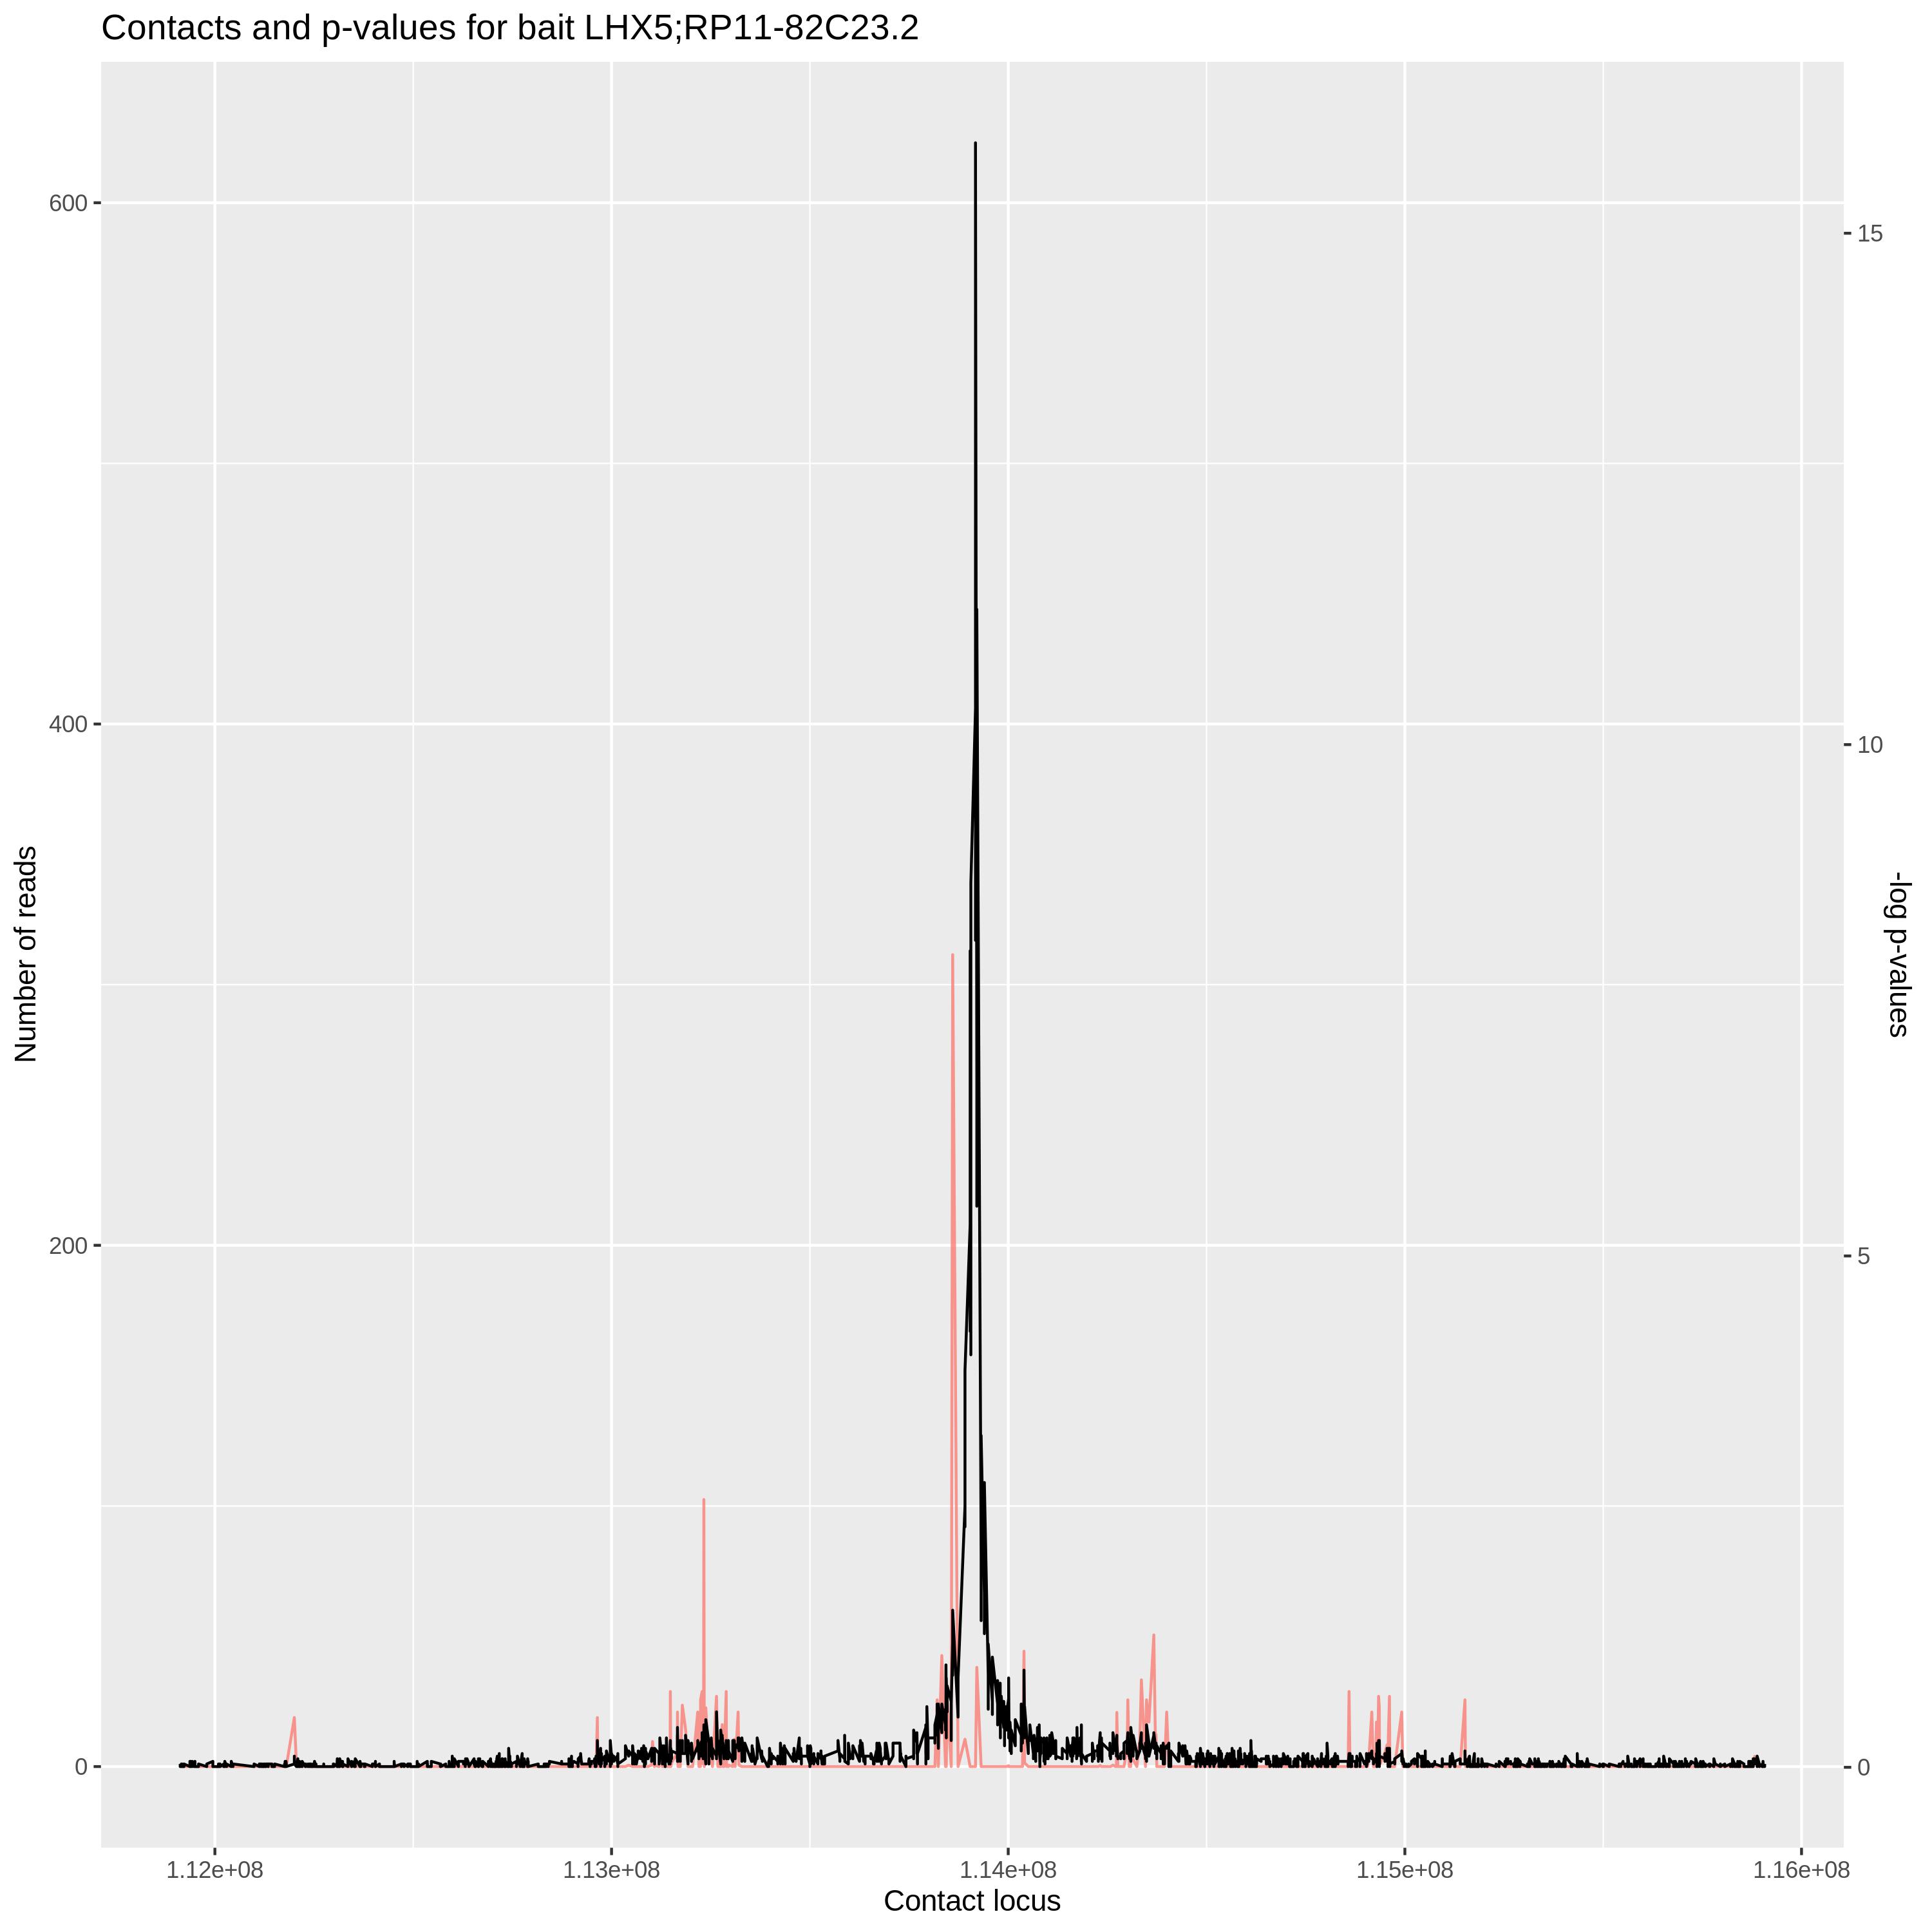 Contacts and p-values for bait LHX5;RP11-82C23.2
600
400
200
0
Number of reads
15
10
5
0
-log p-values
1.12e+08
1.13e+08
1.14e+08
1.15e+08
1.16e+08
Contact locus